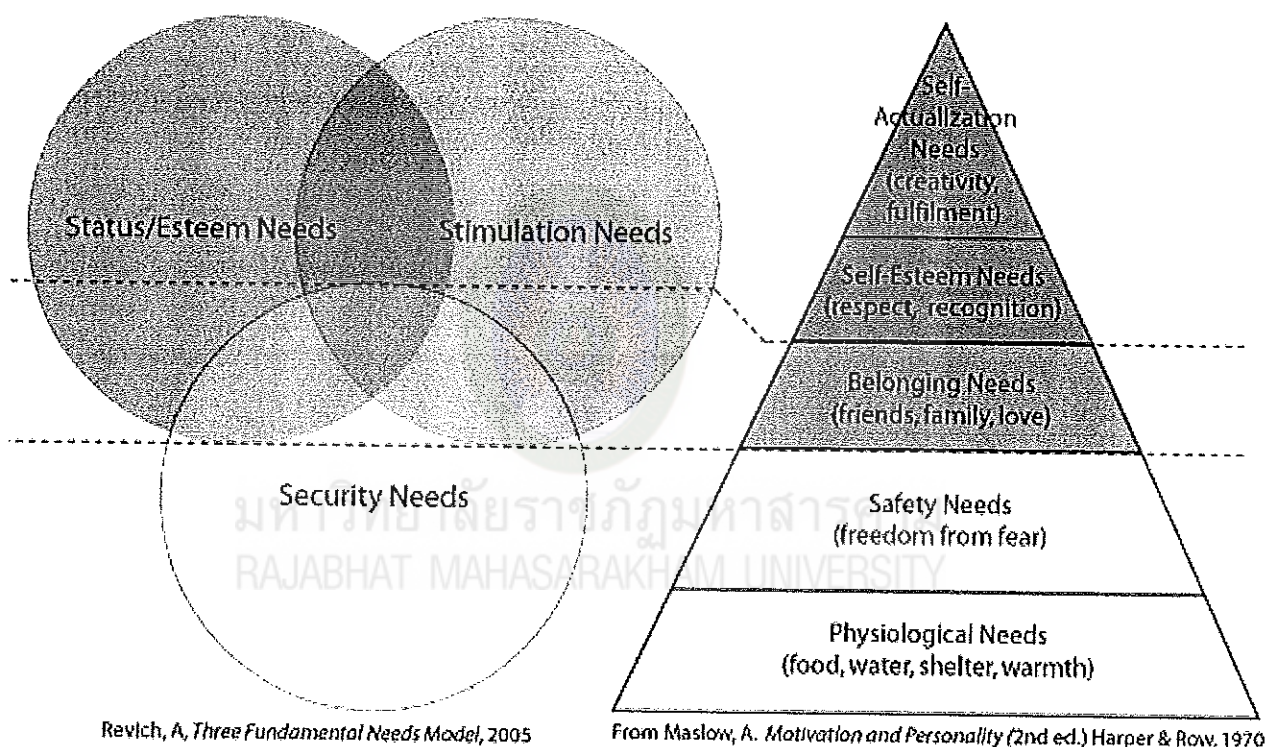 Status/Esteem Needs
Stimulation Needs
Security Needs
Revich, A, Three Fundamental Needs Model, 2005
Self-
Actualization
Needs
(creativity,
fulfilment)
Self-Esteem Needs
(respect, recognition)
Belonging Needs
(friends, family, love)
Safety Needs
(freedom from fear)
Physiological Needs
(food, water, shelter, warmth)
From Maslow, A. Motivation and Personality (2nd ed.) Harper & Row, 1970
มหาวิทยาลัยราชภัฏมหาสารคาม
RAJABHAT MAHASARAKHAM UNIVERSITY